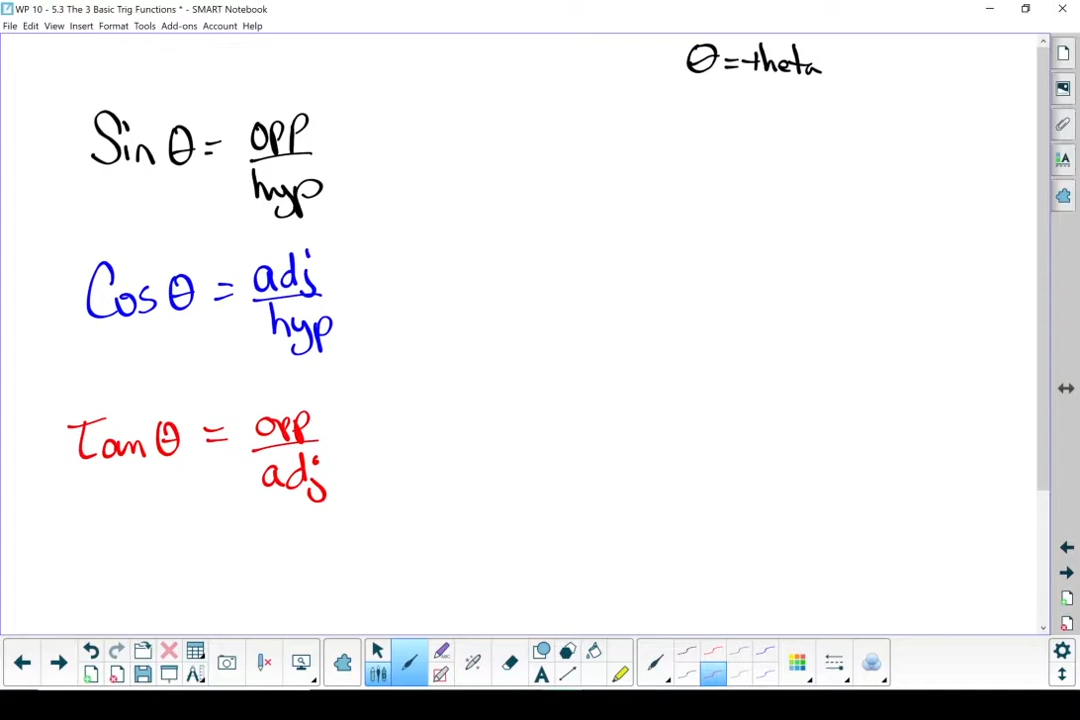 WP 10 - 5.3 The 3 Basic Trig Functions * - SMART Notebook
File Edit View Insert Format Tools Add-ons Account Help
θ = theta
Sin θ = opp
hyp
Cos θ = adj
hyp
Tan θ = opp
adj